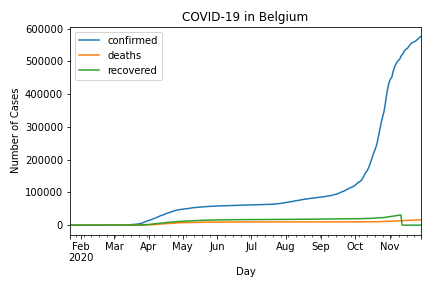 COVID-19 in Belgium
confirmed
deaths
recovered
Number of Cases
600000
500000
400000
300000
200000
100000
0
Feb Mar Apr May Jun Jul Aug Sep Oct Nov
2020
Day